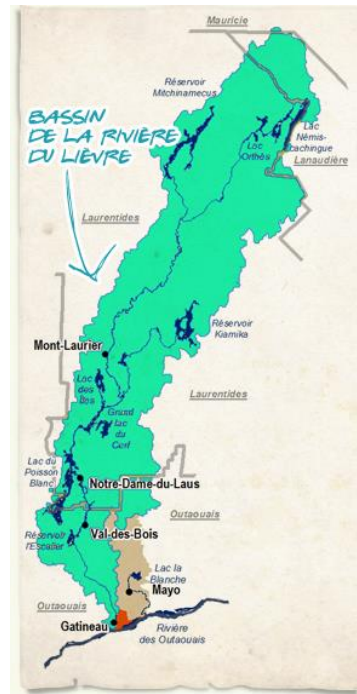 Mauricie
Réservoir
Mitchinamecus
BASSIN
DE LA RIVIÈRE
DU LIÈVRE
Lac
Orthès
Lac
Némis-
cachingue
Lanaudière
Laurentides
Réservoir
Kiamika
Mont-Laurier
Lac
des
Îles
Laurentides
Grand
lac
du
Cerf
Lac du
Poisson
Blanc
Notre-Dame-du-Laus
Outaouais
Val-des-Bois
Réservoir
l'Escalier
Lac la
Blanche
Mayo
Outaouais
Gatineau
Rivière
des Outaouais